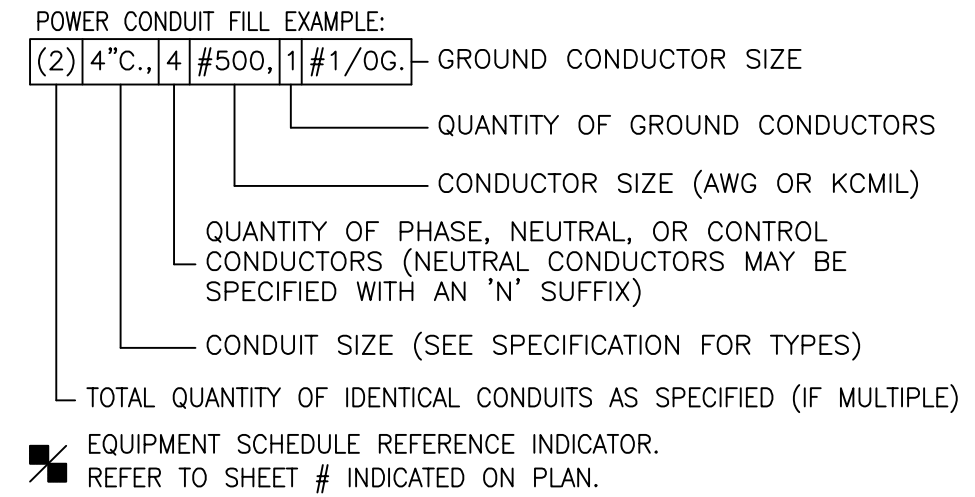 POWER CONDUIT FILL EXAMPLE:
(2) 4"C., 4 #500, 1 #1/0G. GROUND CONDUCTOR SIZE
QUANTITY OF GROUND CONDUCTORS
CONDUCTOR SIZE (AWG OR KCMIL)
QUANTITY OF PHASE, NEUTRAL, OR CONTROL
CONDUCTORS (NEUTRAL CONDUCTORS MAY BE
SPECIFIED WITH AN 'N' SUFFIX)
CONDUIT SIZE (SEE SPECIFICATION FOR TYPES)
TOTAL QUANTITY OF IDENTICAL CONDUITS AS SPECIFIED (IF MULTIPLE)
EQUIPMENT SCHEDULE REFERENCE INDICATOR.
REFER TO SHEET # INDICATED ON PLAN.